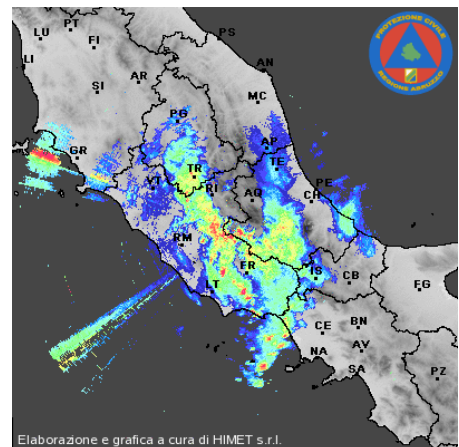 PS
PT
LU
FI
PROTEZIONE CIVILE
REGIONE ABRUZZO
LI
AN
AR
SI
MC
PG
AP
GR
TE
TR
PE
VT
RI
AQ
CH
RM
IS
CB
FR
FG
LT
CE
BN
NA
AV
SA
PZ
Elaborazione e grafica a cura di HIMET s.r.l.